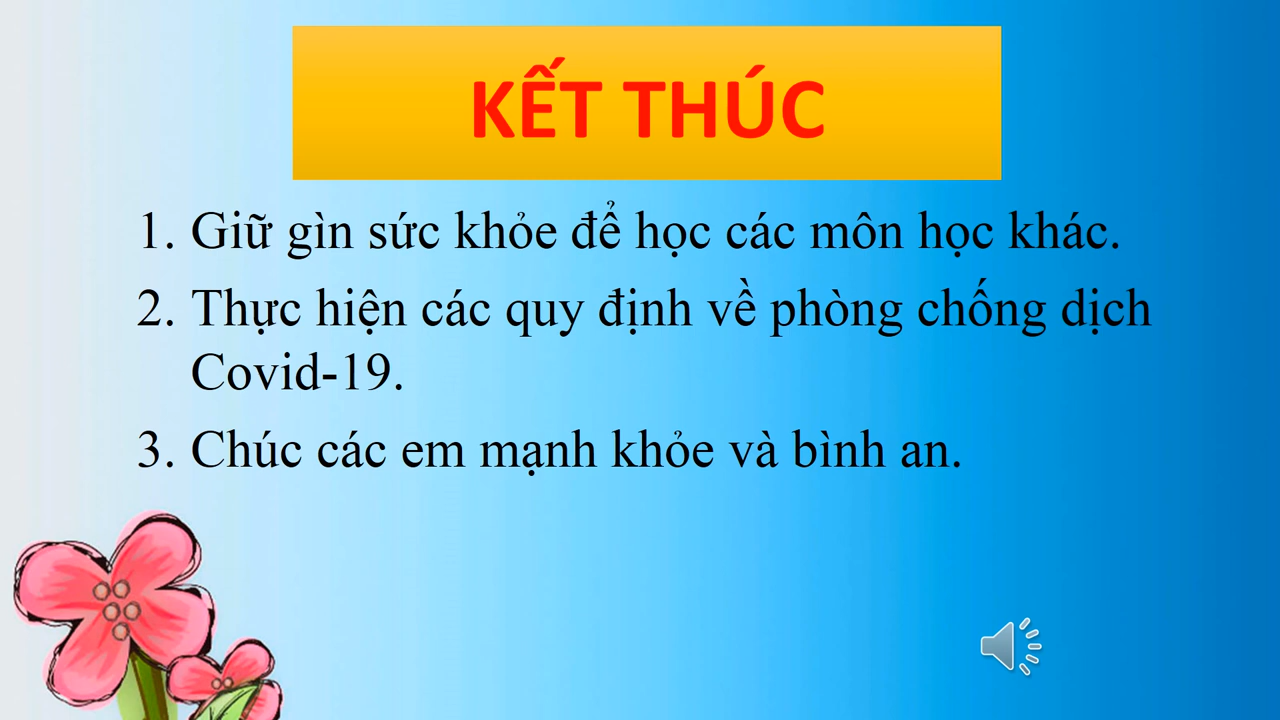 KẾT THÚC
1. Giữ gìn sức khỏe để học các môn học khác.
2. Thực hiện các quy định về phòng chống dịch
Covid-19.
3. Chúc các em mạnh khỏe và bình an.